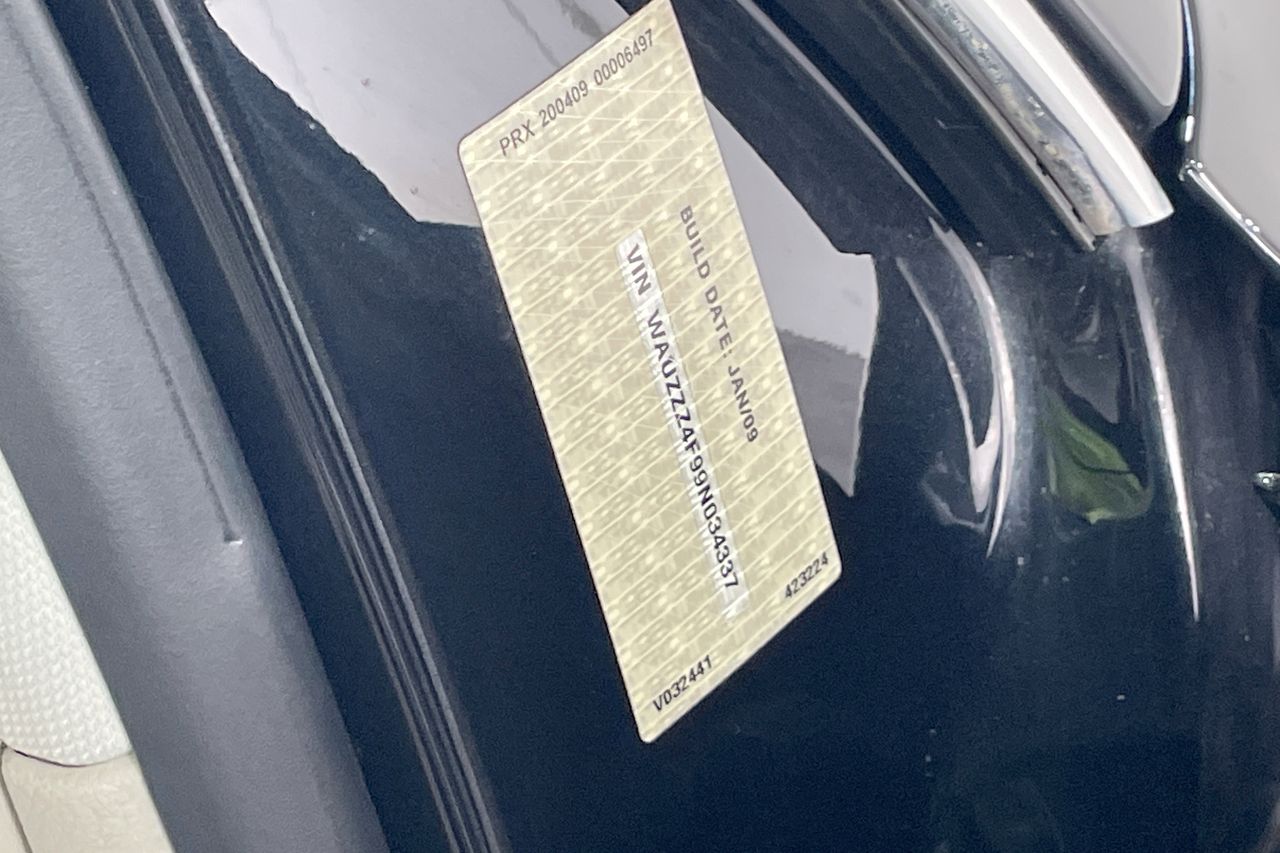 PRX 200409 00006497
BUILD DATE: JAN/09
VIN WAUZZZ4F99N034337
423224
V032441